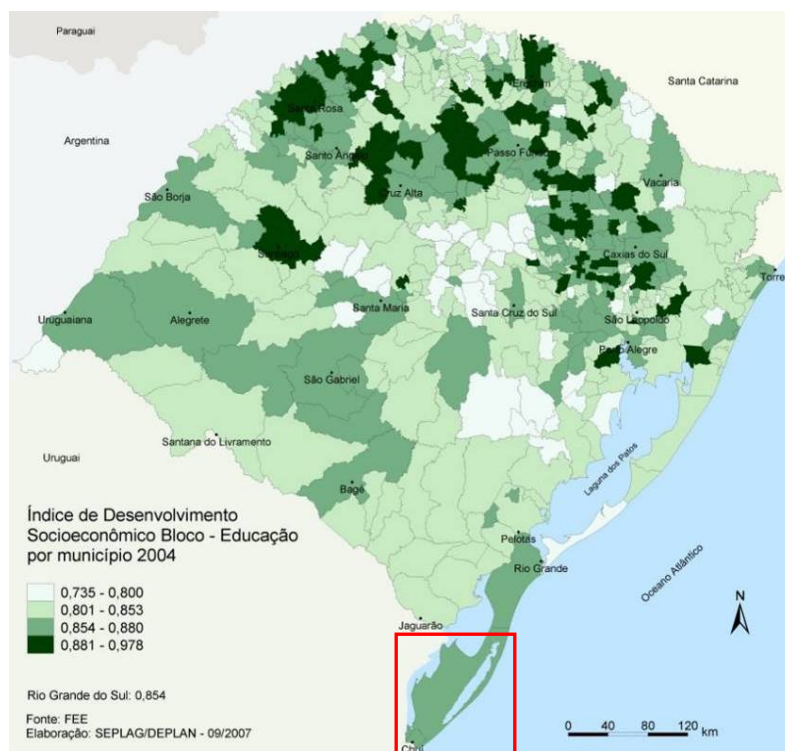 Paraguai
Santa Catarina
Erechim
Santa Rosa
Argentina
Santo Ângelo
Passo Fundo
Vacaria
São Borja
Cruz Alta
Santiago
Caxias do Sul
Torres
Uruguaiana
Alegrete
Santa Maria
Santa Cruz do Sul
São Leopoldo
Porto Alegre
São Gabriel
Santana do Livramento
Uruguai
Bagé
Laguna dos Patos
Índice de Desenvolvimento
Socioeconômico Bloco - Educação
por município 2004
Pelotas
Rio Grande
Oceano Atlântico
0,735 - 0,800
0,801 - 0,853
0,854 - 0,880
0,881 - 0,978
N
Jaguarão
Rio Grande do Sul: 0,854
Fonte: FEE
Elaboração: SEPLAG/DEPLAN - 09/2007
0 40 80 120
km
Chuí